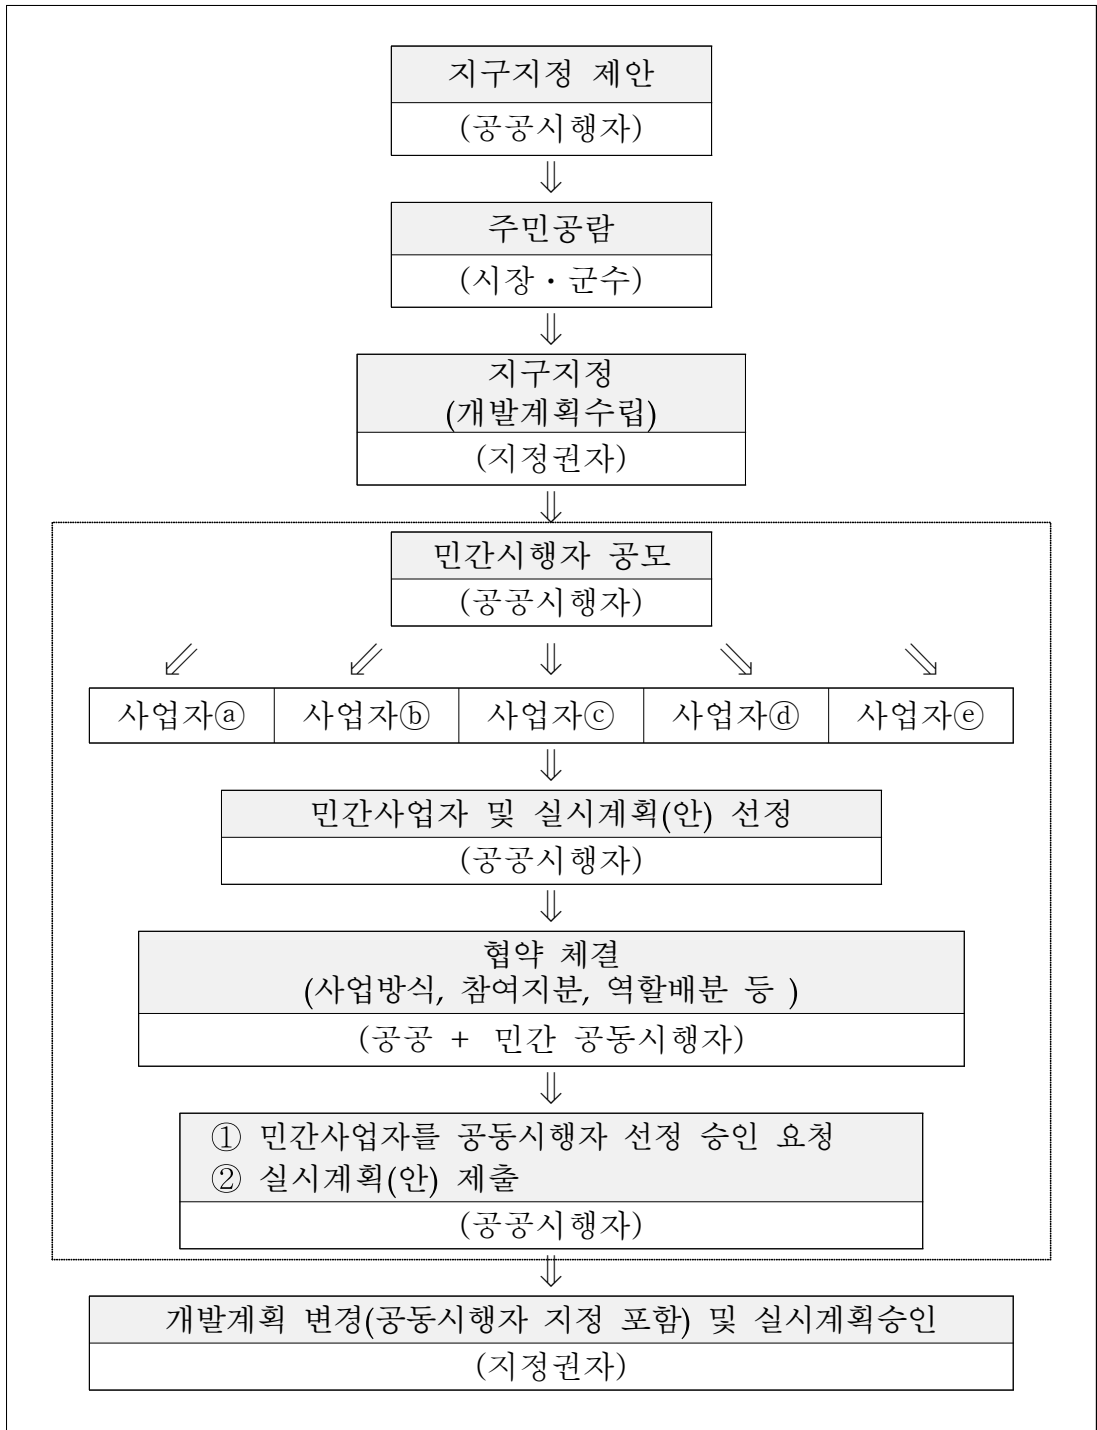 지구지정 제안
(공공시행자)
⇓
주민공람
(시장・군수)
⇓
지구지정
(개발계획수립)
(지정권자)
⇓
민간시행자 공모
(공공시행자)
⇙ ⇙ ⇓ ⇘ ⇘
사업자ⓐ 사업자ⓑ 사업자ⓒ 사업자ⓓ 사업자ⓔ
⇓
민간사업자 및 실시계획(안) 선정
(공공시행자)
⇓
협약 체결
(사업방식, 참여지분, 역할배분 등 )
(공공 + 민간 공동시행자)
⇓
① 민간사업자를 공동시행자 선정 승인 요청
② 실시계획(안) 제출
(공공시행자)
⇓
개발계획 변경(공동시행자 지정 포함) 및 실시계획승인
(지정권자)